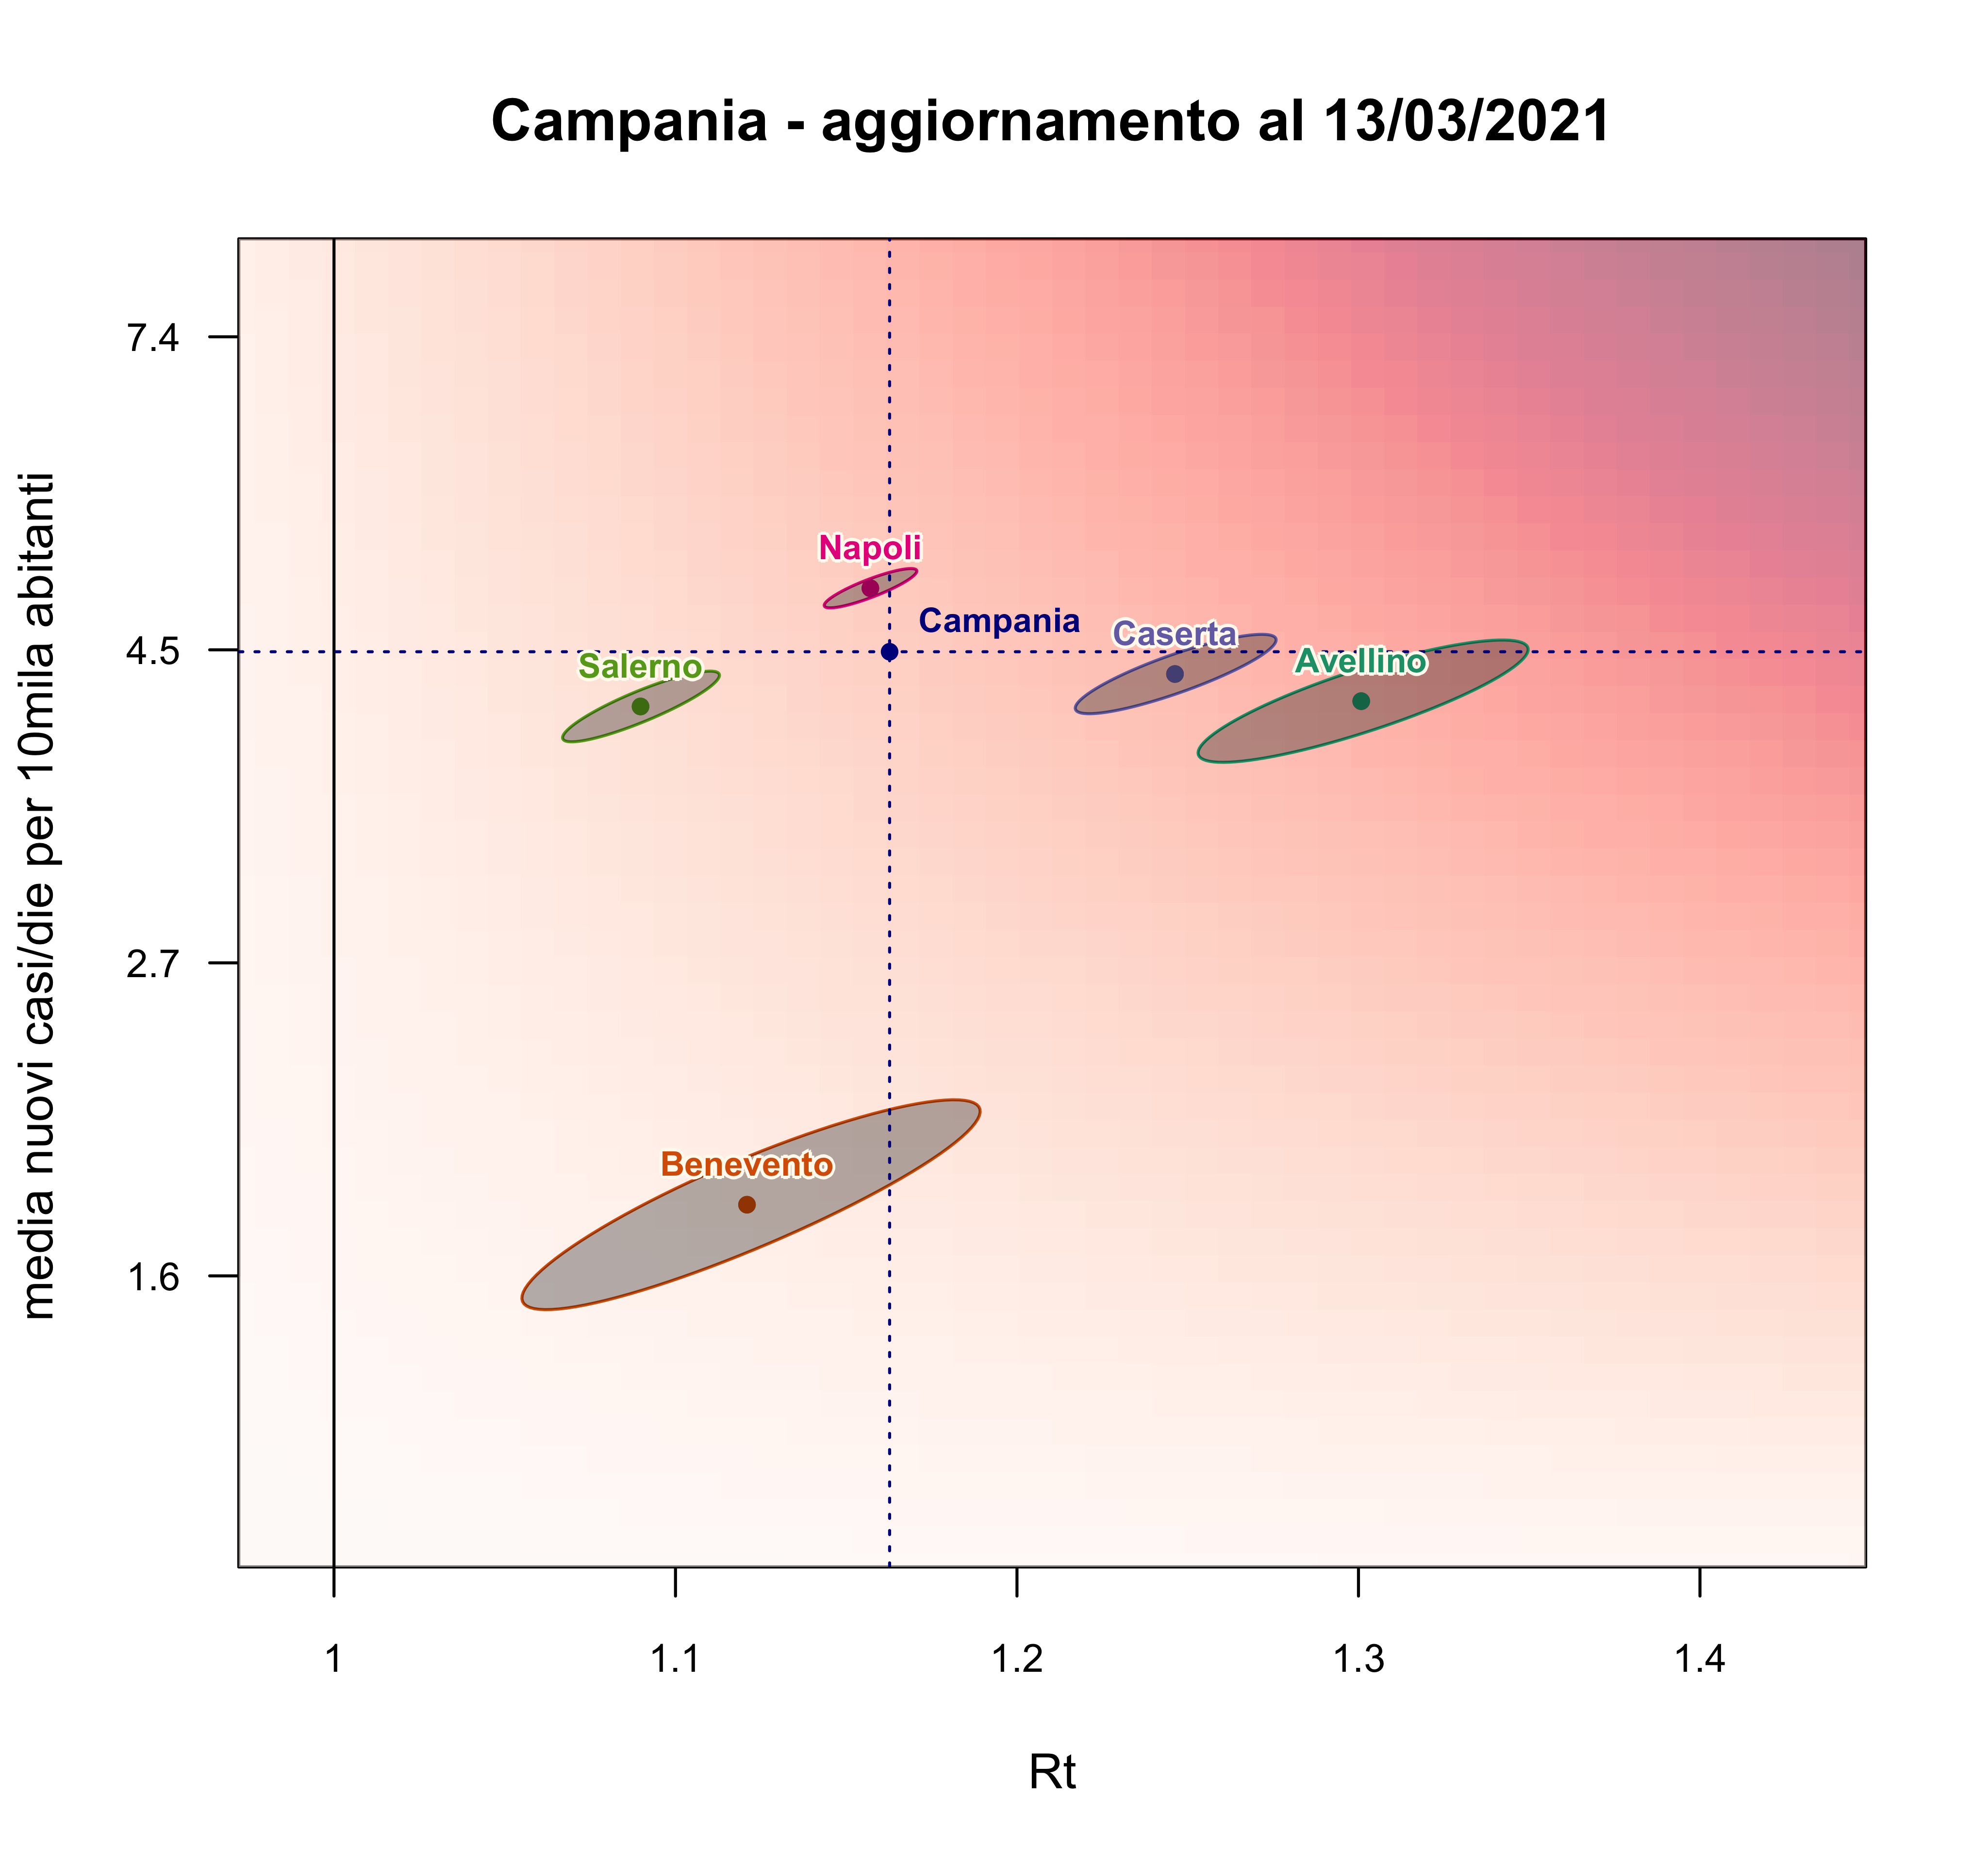 Campania - aggiornamento al 13/03/2021
media nuovi casi/die per 10mila abitanti
7.4
4.5
2.7
1.6
Napoli
Campania
Caserta
Avellino
Salerno
Benevento
1 1.1 1.2 1.3 1.4
Rt